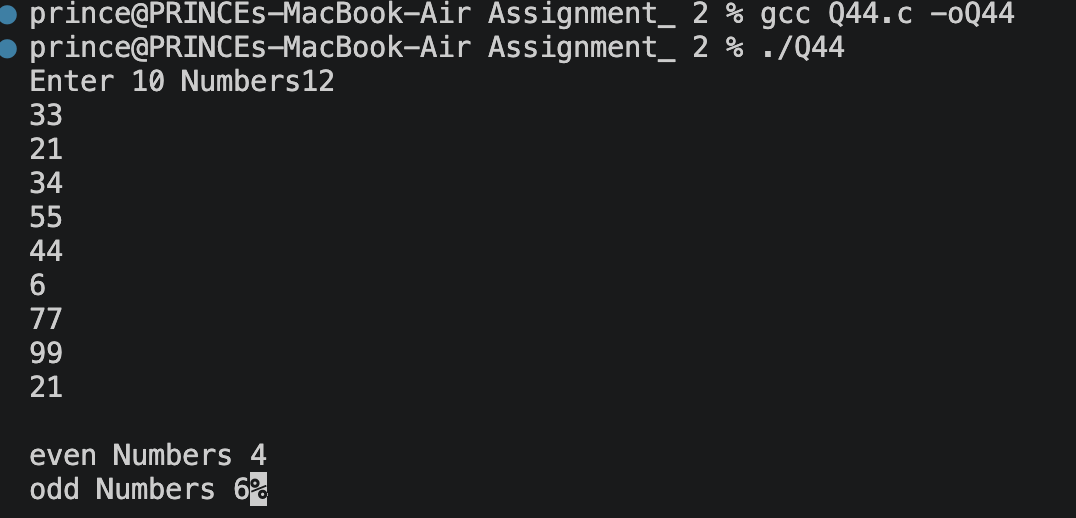 prince@PRINCEs-MacBook-Air Assignment_ 2 % gcc Q44.c -oQ44
prince@PRINCEs-MacBook-Air Assignment_ 2 % ./Q44
Enter 10 Numbers12
33
21
34
55
44
6
77
99
21

even Numbers 4
odd Numbers 6%